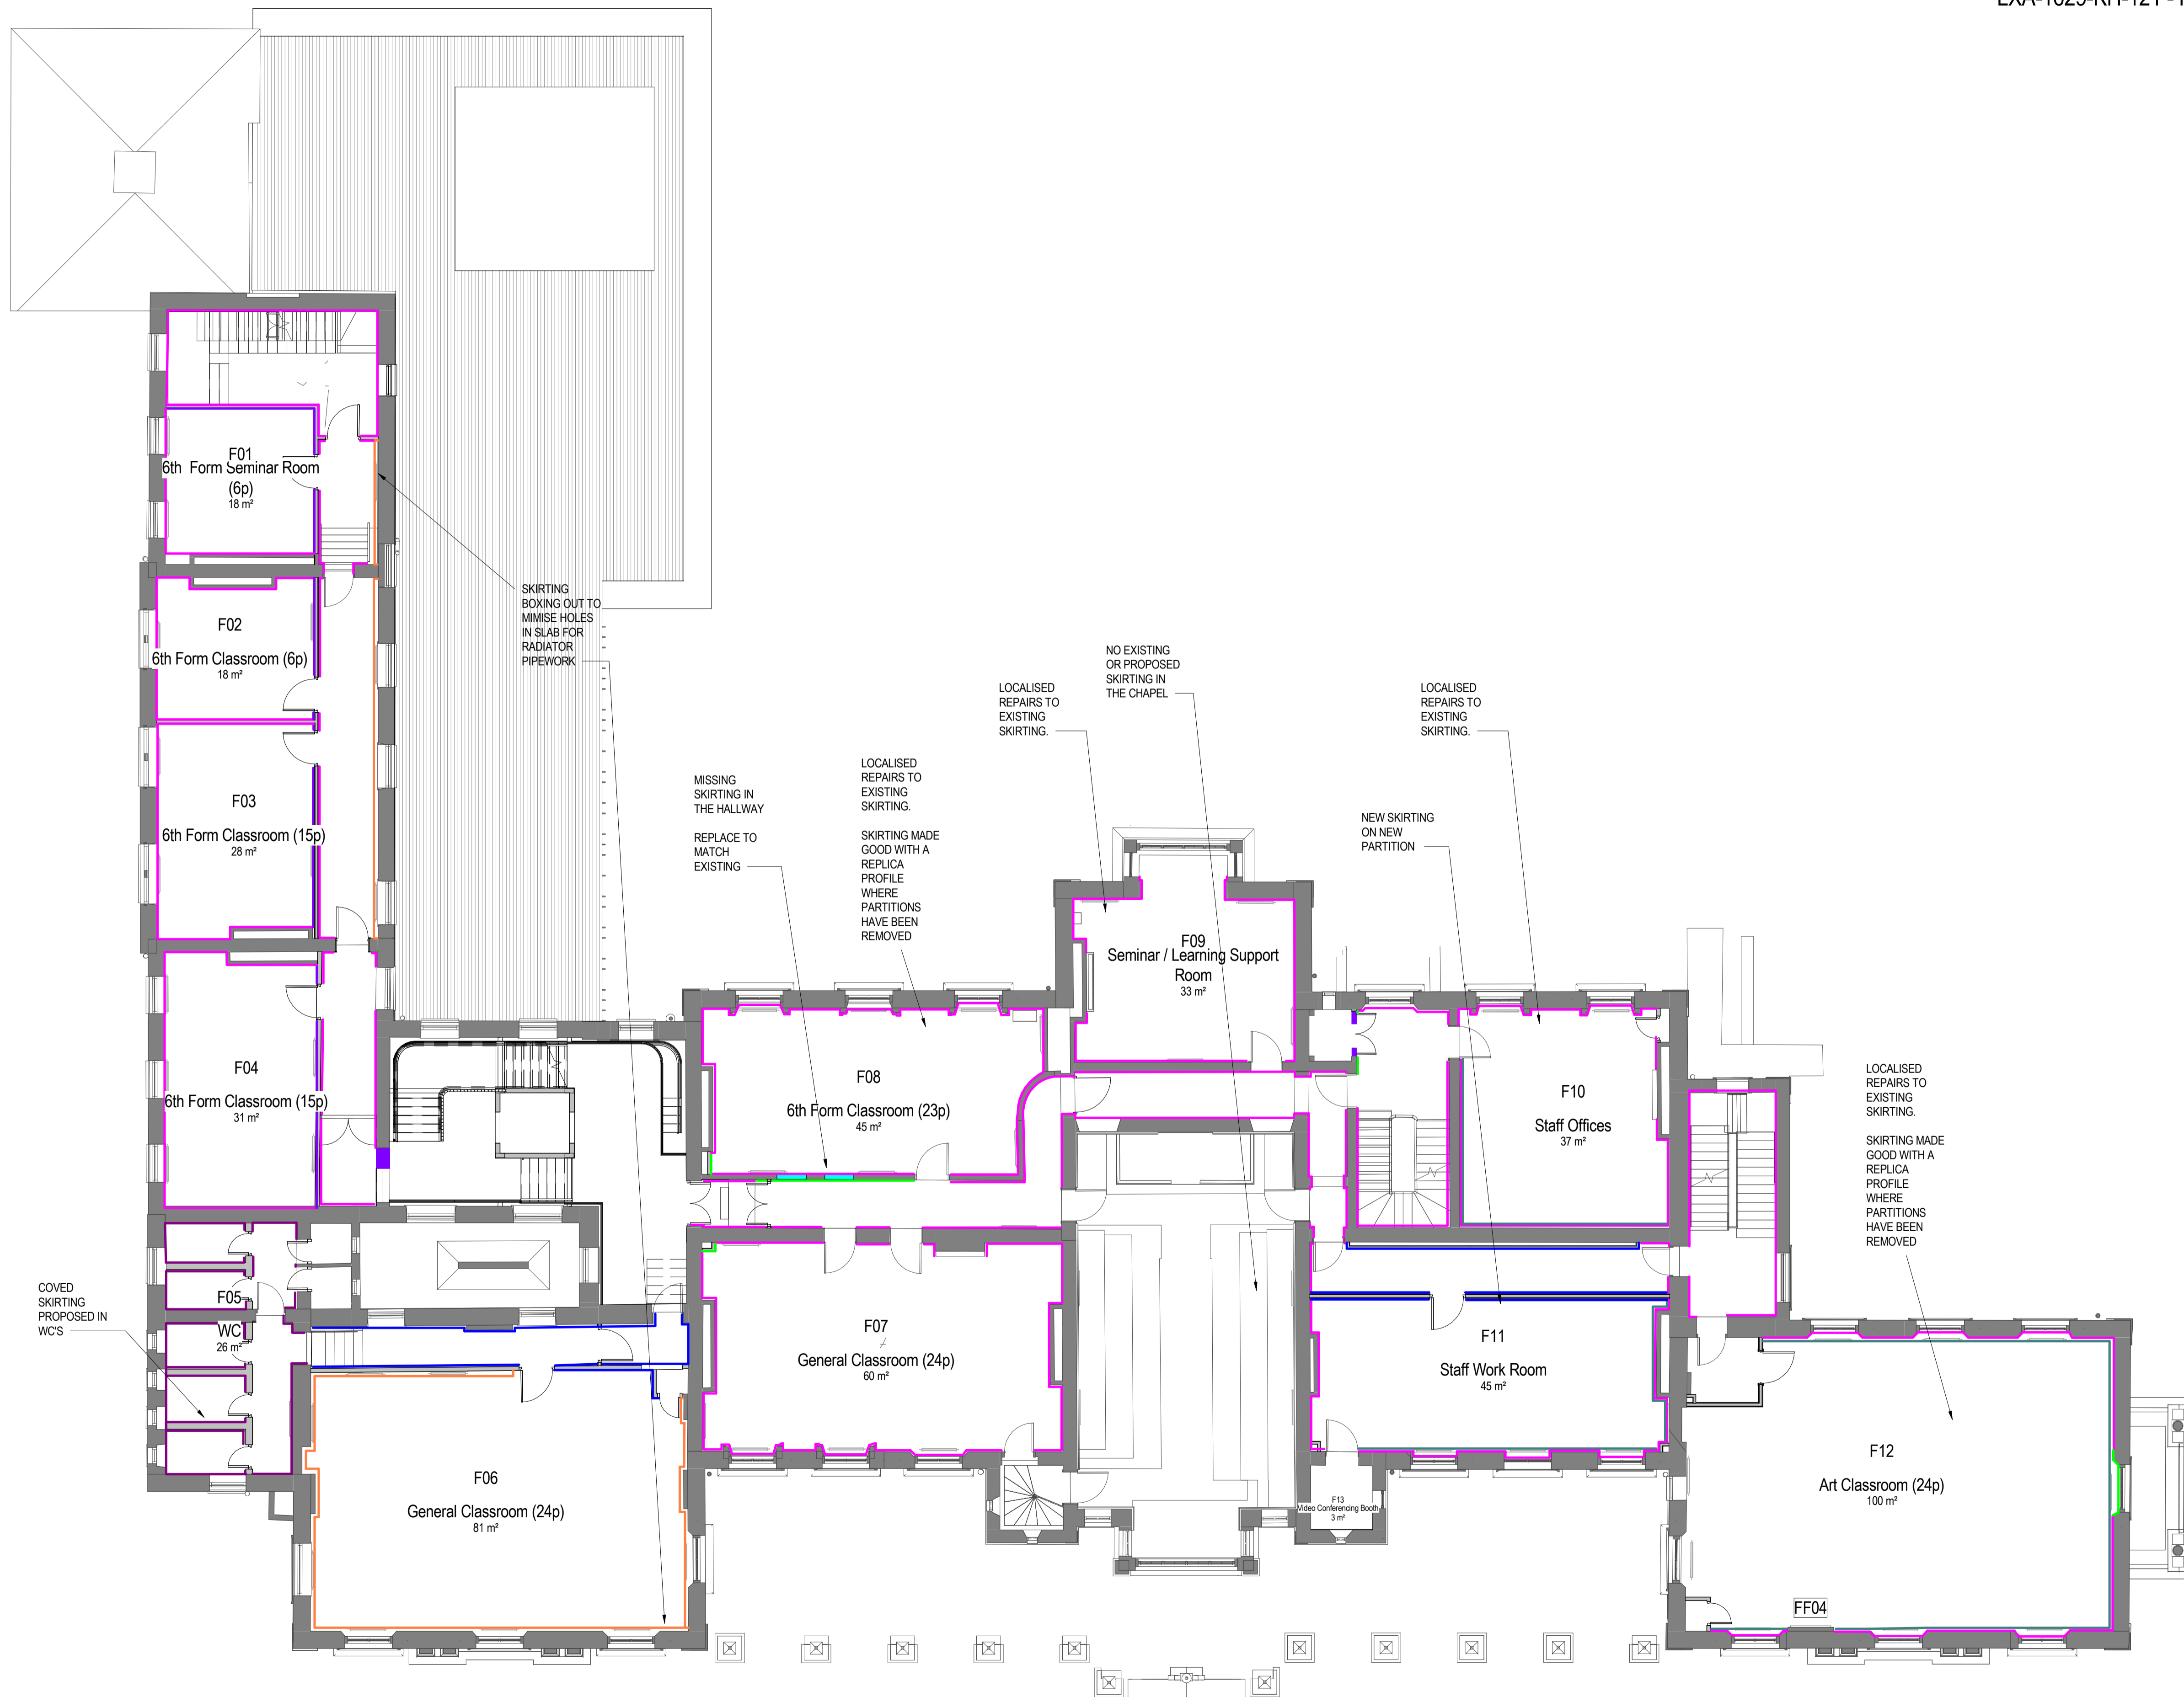 F01
6th Form Seminar Room
(6p)
18 m²
SKIRTING
BOXING OUT TO
MIMISE HOLES
IN SLAB FOR
RADIATOR
PIPEWORK
F02
6th Form Classroom (6p)
18 m²
F03
6th Form Classroom (15p)
28 m²
F04
6th Form Classroom (15p)
31 m²
MISSING
SKIRTING IN
THE HALLWAY
REPLACE TO
MATCH
EXISTING
LOCALISED
REPAIRS TO
EXISTING
SKIRTING.
SKIRTING MADE
GOOD WITH A
REPLICA
PROFILE
WHERE
PARTITIONS
HAVE BEEN
REMOVED
LOCALISED
REPAIRS TO
EXISTING
SKIRTING.
NO EXISTING
OR PROPOSED
SKIRTING IN
THE CHAPEL
LOCALISED
REPAIRS TO
EXISTING
SKIRTING.
NEW SKIRTING
ON NEW
PARTITION
F09
Seminar / Learning Support
Room
33 m²
F08
6th Form Classroom (23p)
45 m²
F10
Staff Offices
37 m²
LOCALISED
REPAIRS TO
EXISTING
SKIRTING.
SKIRTING MADE
GOOD WITH A
REPLICA
PROFILE
WHERE
PARTITIONS
HAVE BEEN
REMOVED
COVED
SKIRTING
PROPOSED IN
WC'S
F05
WC
26 m²
F07
General Classroom (24p)
60 m²
F11
Staff Work Room
45 m²
F06
General Classroom (24p)
81 m²
F13
Video Conferencing Booth
3 m²
F12
Art Classroom (24p)
100 m²
FF04